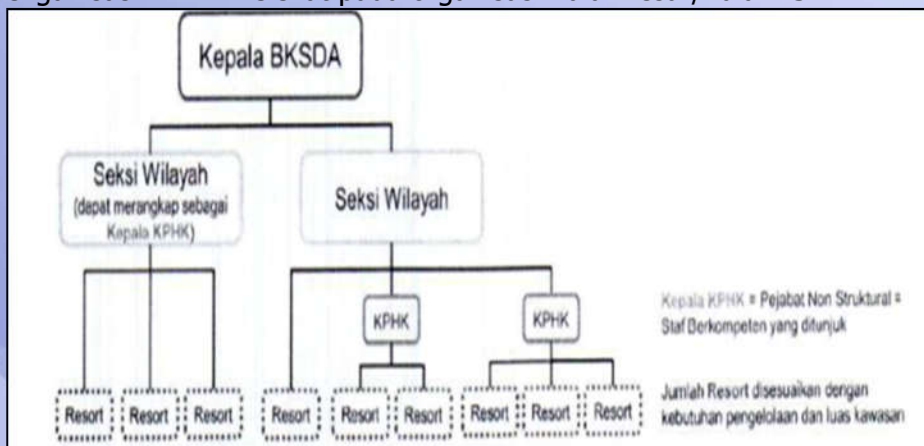 Kepala BKSDA
Seksi Wilayah
(dapat merangkap sebagai
Kepala KPHK)
Seksi Wilayah
KPHK
KPHK
Kepala KPHK = Pejabat Non Struktural =
Staf Berkompeten yang ditunjuk
Resort
Resort
Resort
Resort
Resort
Resort
Resort
Resort
Resort
Jumlah Resort disesuaikan dengan
kebutuhan pengelolaan dan luas kawasan